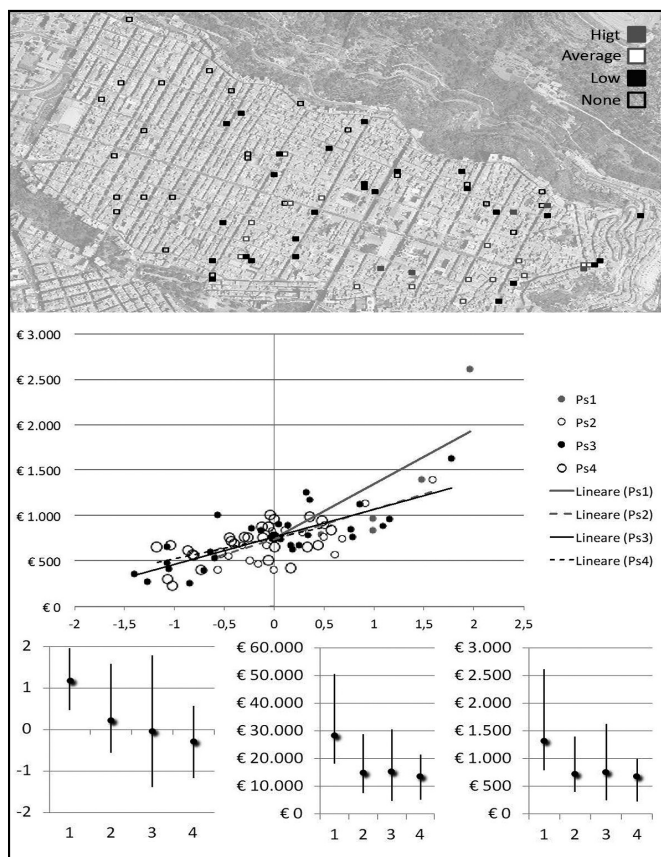 Higt
Average
Low
None
€ 3.000
€ 2.500
€ 2.000
€ 1.500
€ 1.000
€ 500
€ 0
-2
-1,5
-1
-0,5
0
0,5
1
1,5
2
2,5
Ps1
Ps2
Ps3
Ps4
Lineare (Ps1)
Lineare (Ps2)
Lineare (Ps3)
Lineare (Ps4)
2
1
0
-1
-2
1 2 3 4
€ 60.000
€ 50.000
€ 40.000
€ 30.000
€ 20.000
€ 10.000
€ 0
1 2 3 4
€ 3.000
€ 2.500
€ 2.000
€ 1.500
€ 1.000
€ 500
€ 0
1 2 3 4